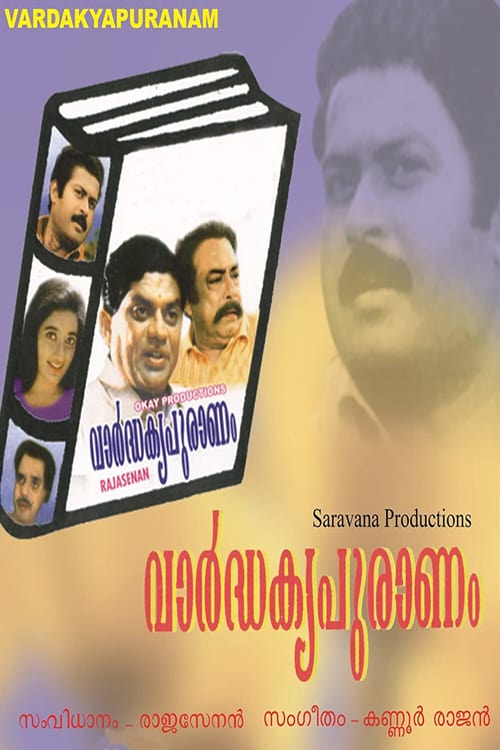 VARDAKYAPURANAM
OKAY PRODUCTIONS
വാർദ്ധക്യപുരാണം
RAJASENAN
Saravana Productions
വാർദ്ധക്യപുരാണം
സംവിധാനം - രാജസേനൻ സംഗീതം - കണ്ണൂർ രാജൻ